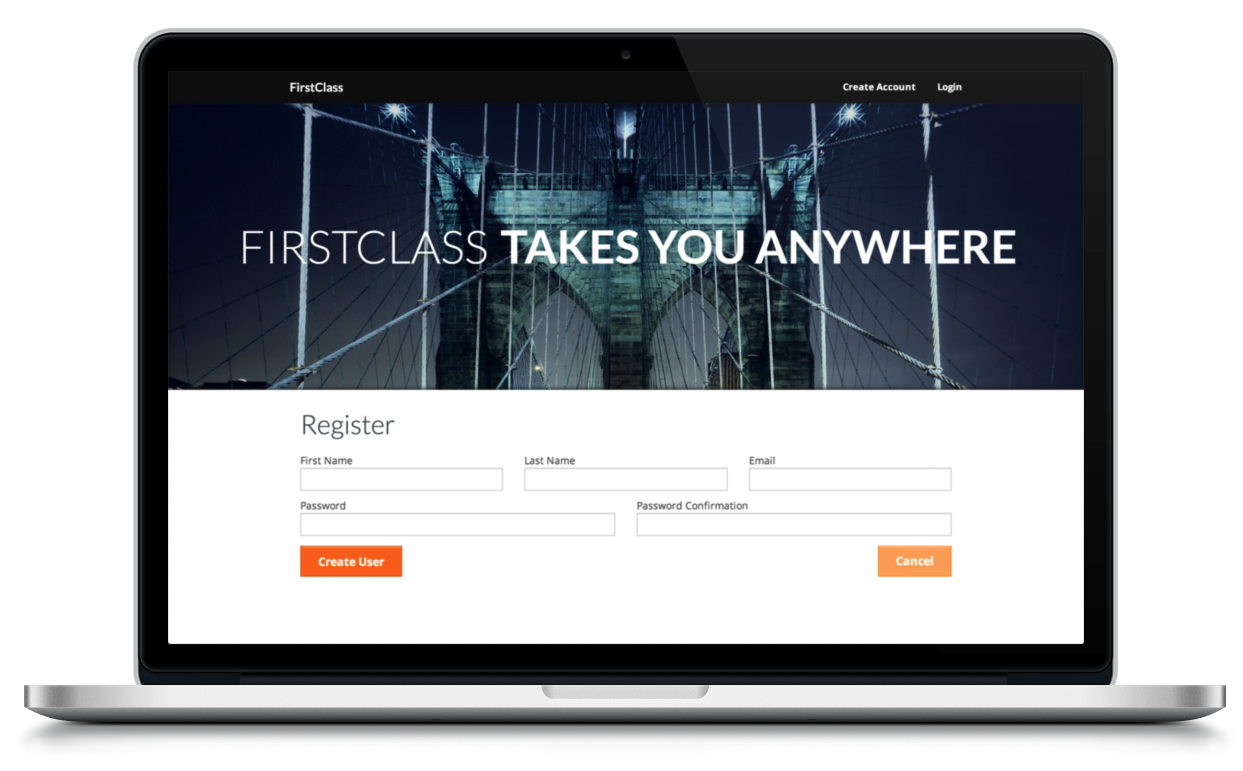 FirstClass Create Account Login
FIRSTCLASS TAKES YOU ANYWHERE
Register
First Name Last Name Email
Password Password Confirmation
Create User Cancel